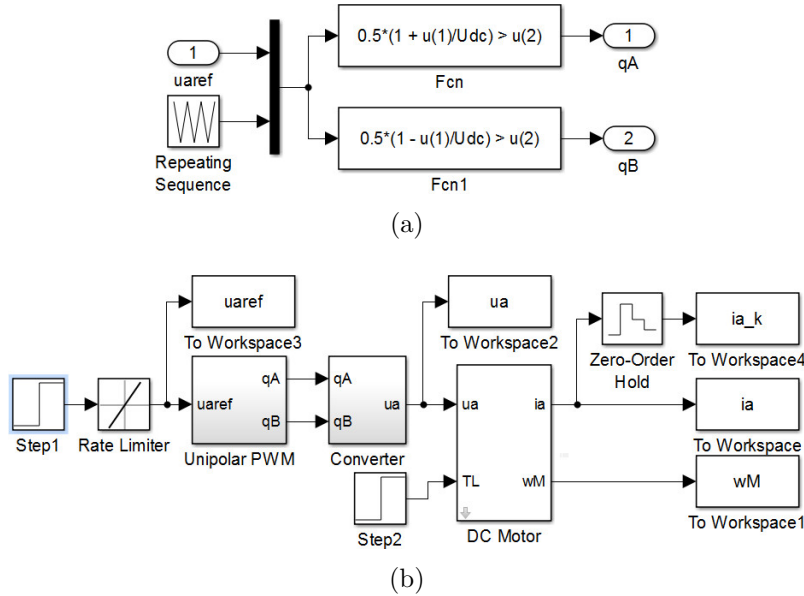 1
uaref
Repeating
Sequence
0.5*(1 + u(1)/Udc) > u(2)
Fcn
1
qA
0.5*(1 - u(1)/Udc) > u(2)
Fcn1
2
qB
(a)
uaref
To Workspace3
ua
To Workspace2
Zero-Order
Hold
ia_k
To Workspace4
Step1
Rate Limiter
uaref
qA
qB
Unipolar PWM
qA
qB
ua
Converter
Step2
ua
TL
ia
wM
DC Motor
ia
To Workspace
wM
To Workspace1
(b)